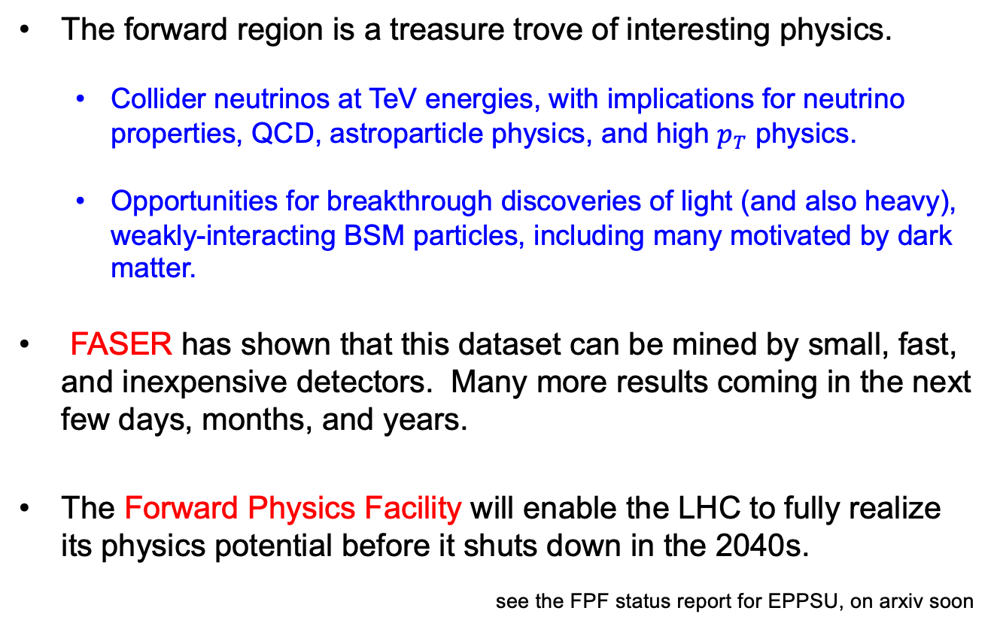 • The forward region is a treasure trove of interesting physics.
• Collider neutrinos at TeV energies, with implications for neutrino
properties, QCD, astroparticle physics, and high p_T physics.
• Opportunities for breakthrough discoveries of light (and also heavy),
weakly-interacting BSM particles, including many motivated by dark
matter.
• FASER has shown that this dataset can be mined by small, fast,
and inexpensive detectors.  Many more results coming in the next
few days, months, and years.
• The Forward Physics Facility will enable the LHC to fully realize
its physics potential before it shuts down in the 2040s.
see the FPF status report for EPPSU, on arxiv soon